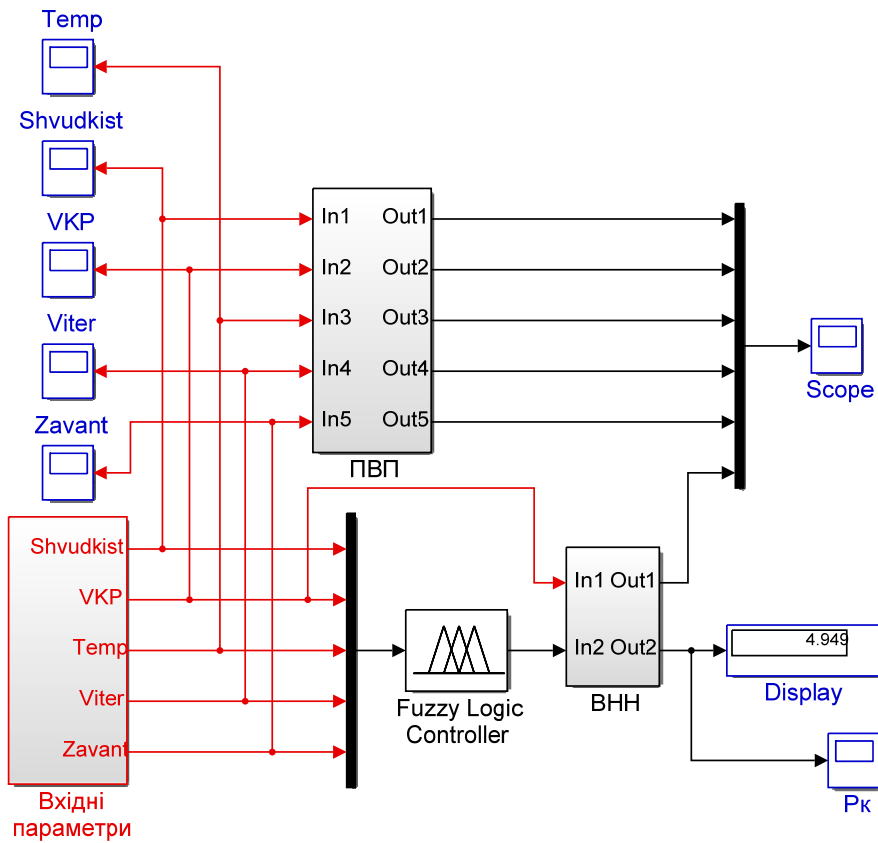 Temp
Shvudkist
VKP
Viter
Zavant
In1 Out1
In2 Out2
In3 Out3
In4 Out4
In5 Out5
ПВП
Scope
Shvudkist
VKP
Temp
Viter
Zavant
Вхідні
параметри
Fuzzy Logic
Controller
In1 Out1
In2 Out2
ВНН
4.949
Display
Рк